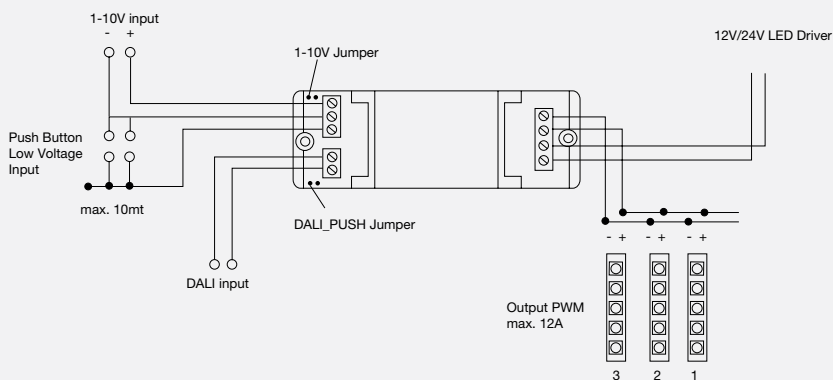 1-10V input
- +
1-10V Jumper
12V/24V LED Driver
Push Button
Low Voltage
Input
max. 10mt
DALI_PUSH Jumper
DALI input
- + - + - +
Output PWM
max. 12A
3 2 1